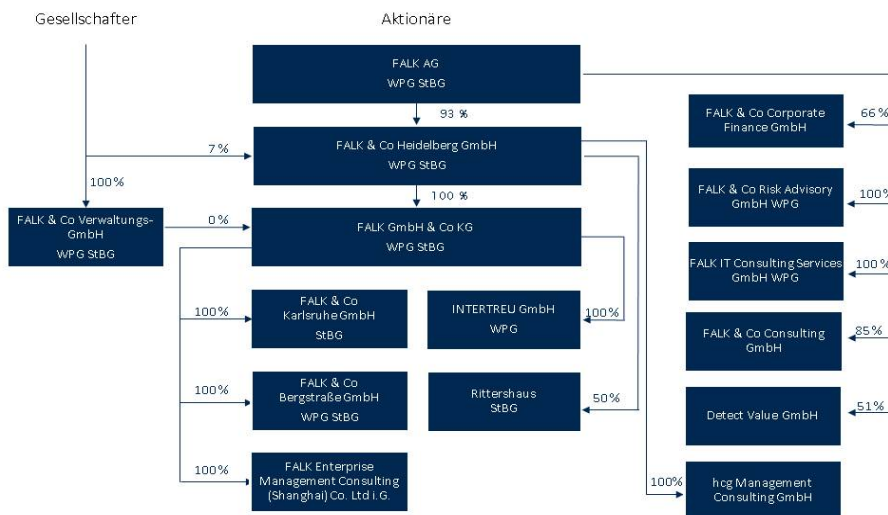 Gesellschafter
Aktionäre
FALK AG
WPG StBG
93 %
FALK & Co Heidelberg GmbH
WPG StBG
7%
100%
100 %
FALK & Co Verwaltungs-
GmbH
WPG StBG
0%
FALK GmbH & Co KG
WPG StBG
100%
FALK & Co
Karlsruhe GmbH
StBG
INTERTREU GmbH
WPG
100%
100%
FALK & Co
Bergstraße GmbH
WPG StBG
Rittershaus
StBG
50%
100%
FALK Enterprise
Management Consulting
(Shanghai) Co. Ltd i.G.
FALK & Co Corporate
Finance GmbH
66%
FALK & Co Risk Advisory
GmbH WPG
100%
FALK IT Consulting Services
GmbH WPG
100%
FALK & Co Consulting
GmbH
85%
Detect Value GmbH
51%
100%
hcg Management
Consulting GmbH